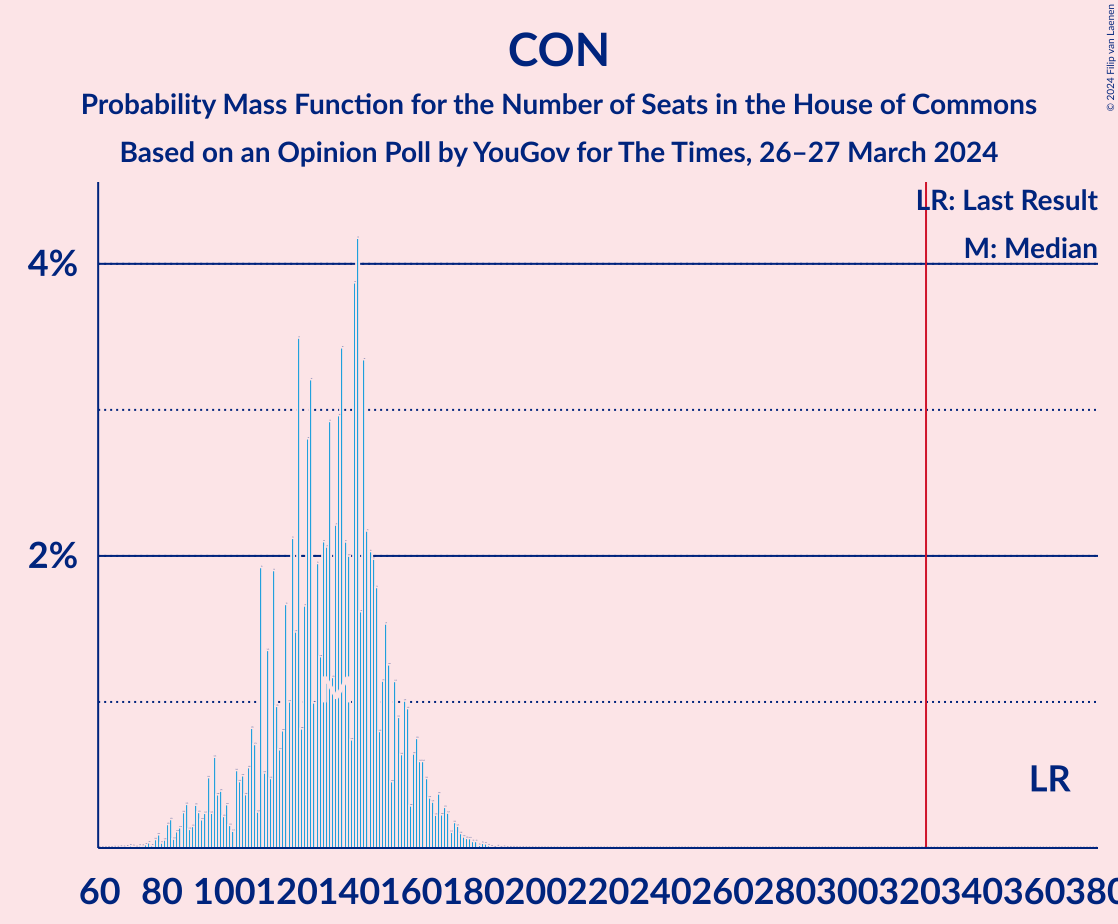 CON
Probability Mass Function for the Number of Seats in the House of Commons
Based on an Opinion Poll by YouGov for The Times, 26–27 March 2024
© 2024 Filip van Laenen
LR: Last Result
M: Median
4%
2%
M
LR
60 80 100 120 140 160 180 200 220 240 260 280 300 320 340 360 380